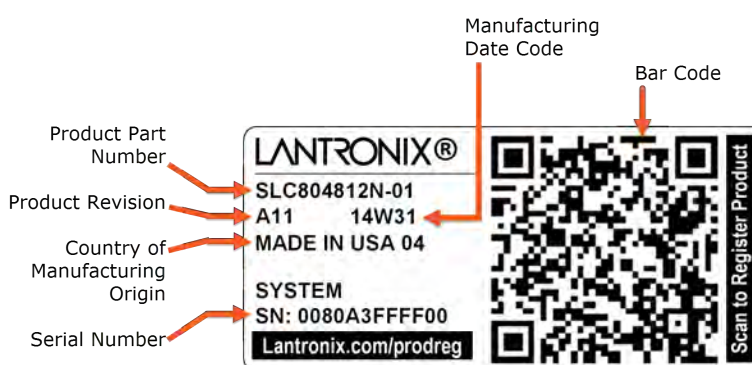 Manufacturing
Date Code
Bar Code
Product Part
Number
Product Revision
Country of
Manufacturing
Origin
Serial Number
LANTRONIX®
SLC804812N-01
A11 14W31
MADE IN USA 04
SYSTEM
SN: 0080A3FFFF00
Lantronix.com/prodreg
Scan to Register Product